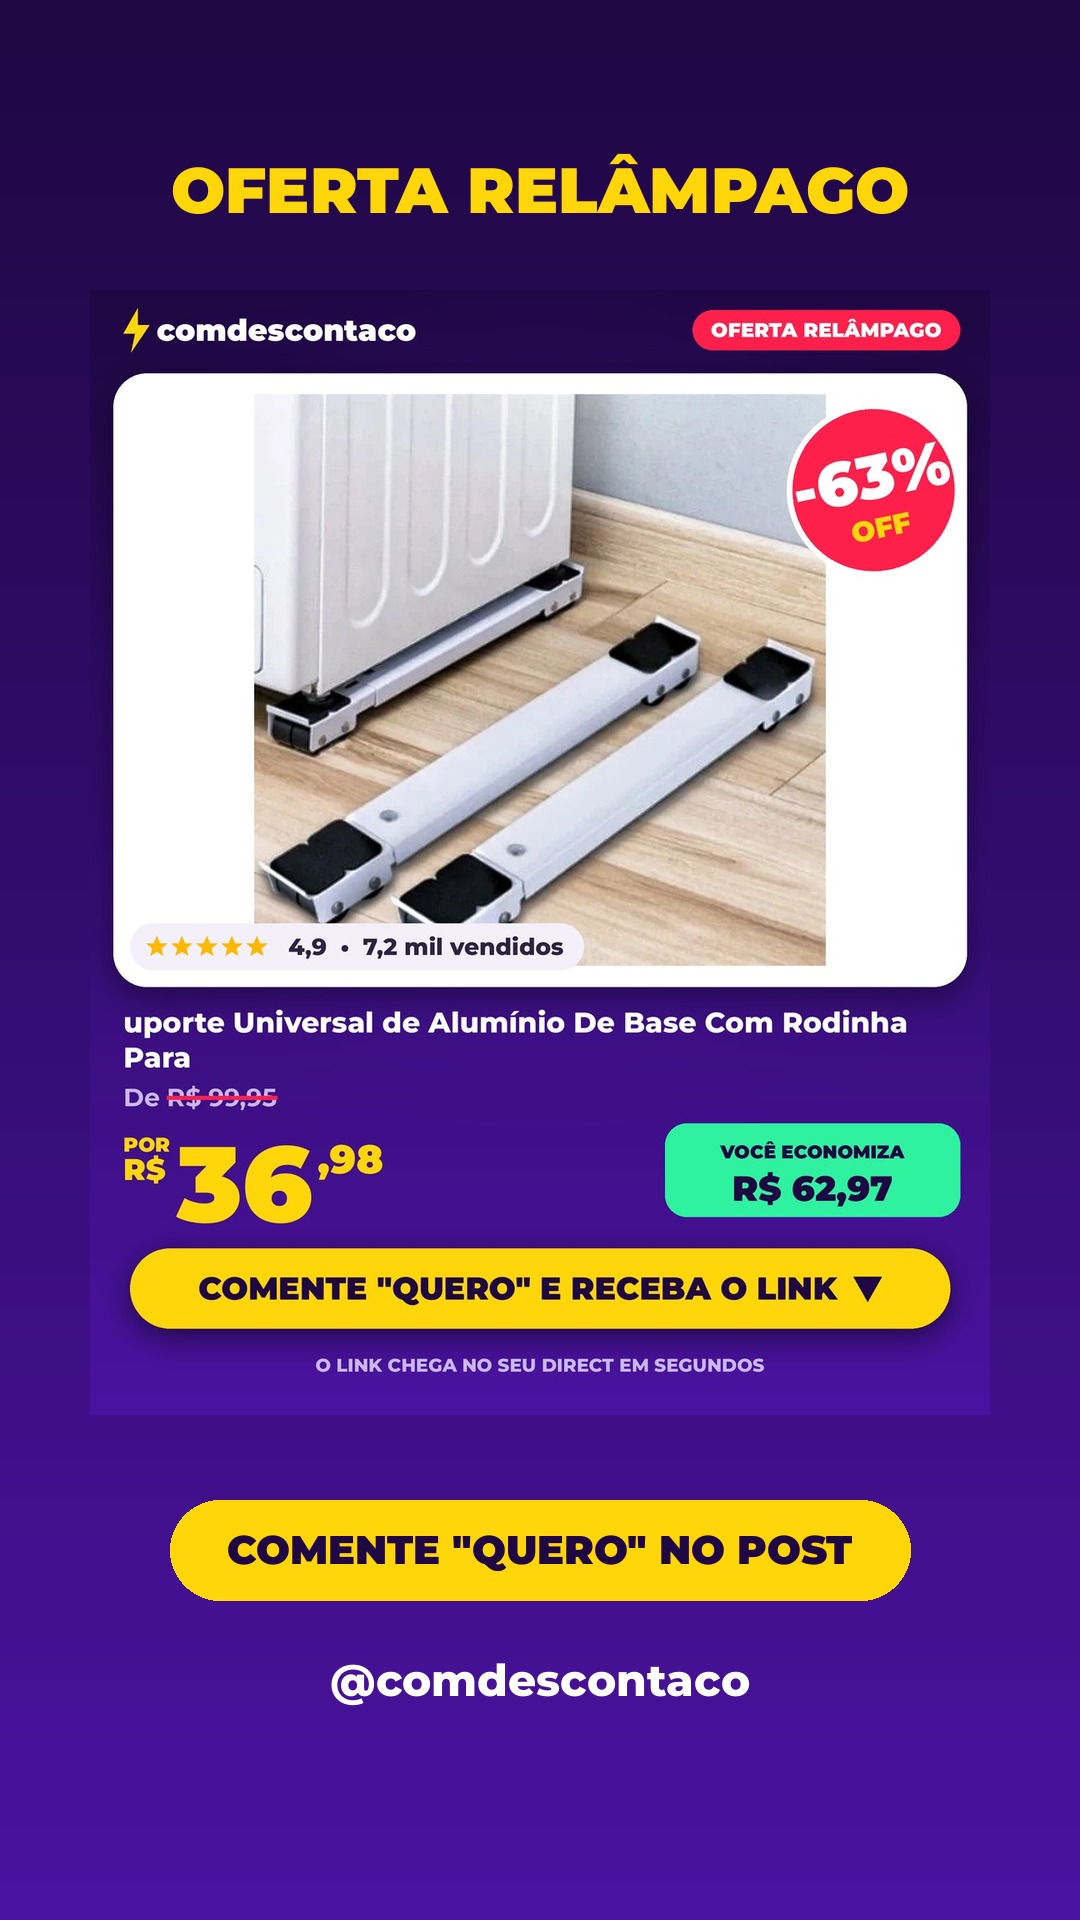 OFERTA RELÂMPAGO
comdescontaco
OFERTA RELÂMPAGO
-63%
OFF
4,9 • 7,2 mil vendidos
uporte Universal de Alumínio De Base Com Rodinha
Para
De R$ 99,95
POR
R$ 36,98
VOCÊ ECONOMIZA
R$ 62,97
COMENTE "QUERO" E RECEBA O LINK ▼
O LINK CHEGA NO SEU DIRECT EM SEGUNDOS
COMENTE "QUERO" NO POST
@comdescontaco